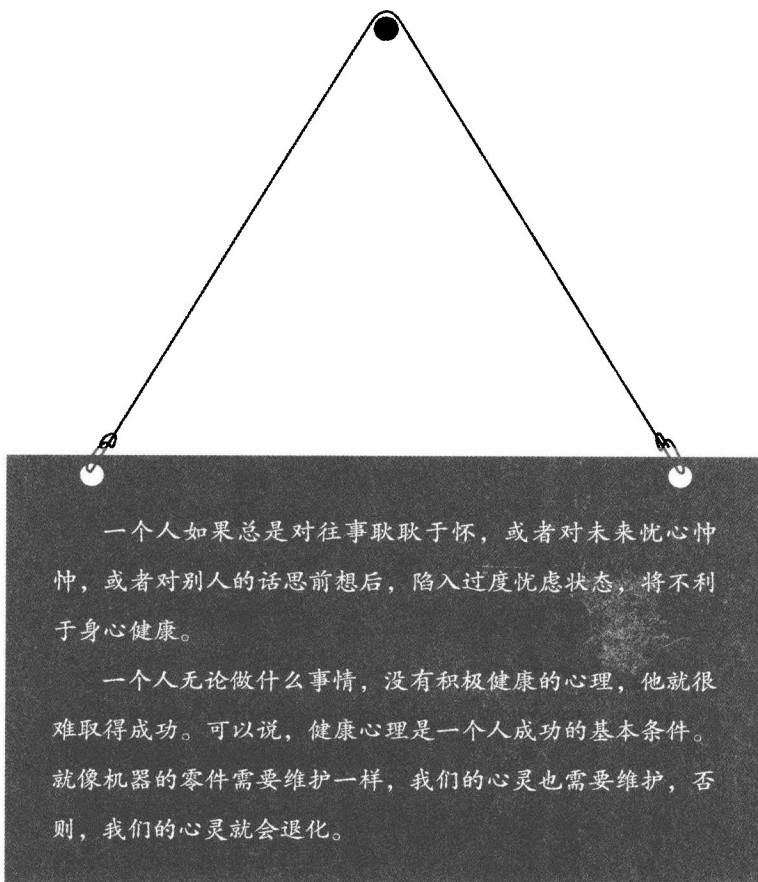 一个人如果总是对往事耿耿于怀，或者对未来忧心忡
忡，或者对别人的话思前想后，陷入过度忧虑状态，将不利
于身心健康。
一个人无论做什么事情，没有积极健康的心理，他就很
难取得成功。可以说，健康心理是一个人成功的基本条件。
就像机器的零件需要维护一样，我们的心灵也需要维护，否
则，我们的心灵就会退化。